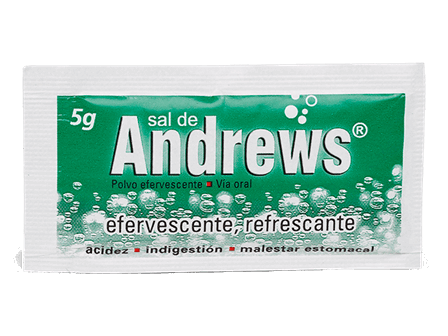 5g
sal de
Andrews®
Polvo efervescente ▪ Vía oral
efervescente, refrescante
acidez ▪ indigestión ▪ malestar estomacal